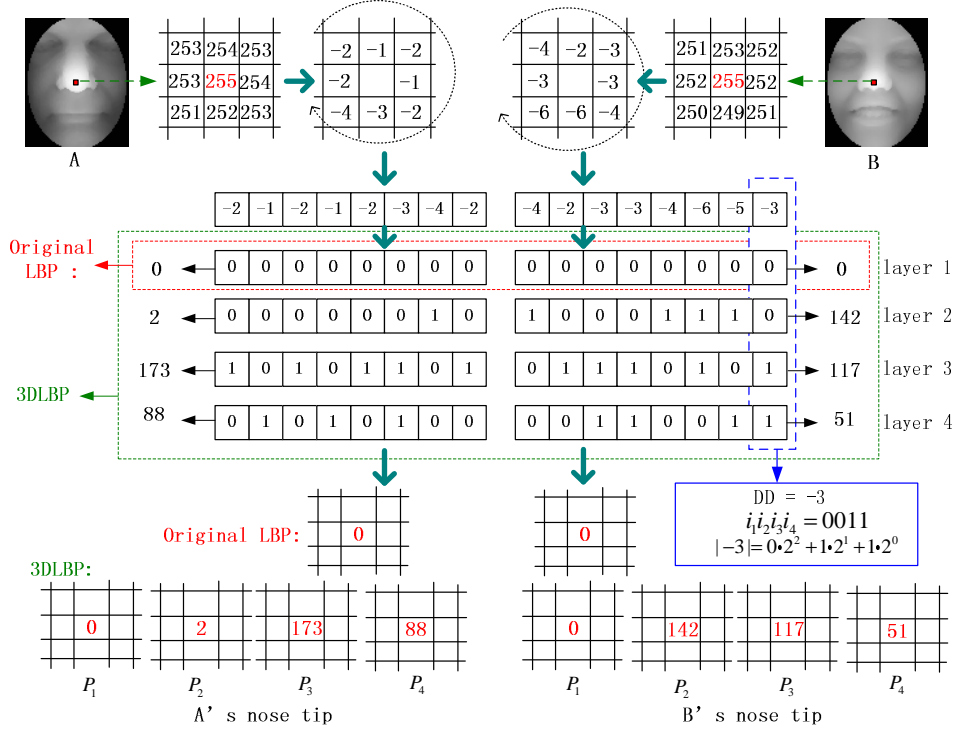 253 254 253 -2 -1 -2 -4 -2 -3 251 253 252
253 255 254 -2 -1 -3 -3 252 255 252
251 252 253 -4 -3 -2 -6 -6 -4 250 249 251
A B
-2 -1 -2 -1 -2 -3 -4 -2 -4 -2 -3 -3 -4 -6 -5 -3
Original
LBP :
0 0 0 0 0 0 0 0 0 0 0 0 0 0 0 0 0 0 layer 1
2 0 0 0 0 0 0 1 0 1 0 0 0 1 1 1 0 142 layer 2
173 1 0 1 0 1 1 0 1 0 1 1 1 0 1 0 1 117 layer 3
3DLBP
88 0 1 0 1 1 0 0 0 0 0 1 1 0 0 1 1 51 layer 4
DD = -3
i₁i₂i₃i₄ = 0011
|-3|= 0•2² + 1•2¹ + 1•2⁰
Original LBP: 0 0
3DLBP:
0 2 173 88 0 142 117 51
P₁ P₂ P₃ P₄ P₁ P₂ P₃ P₄
A's nose tip B's nose tip